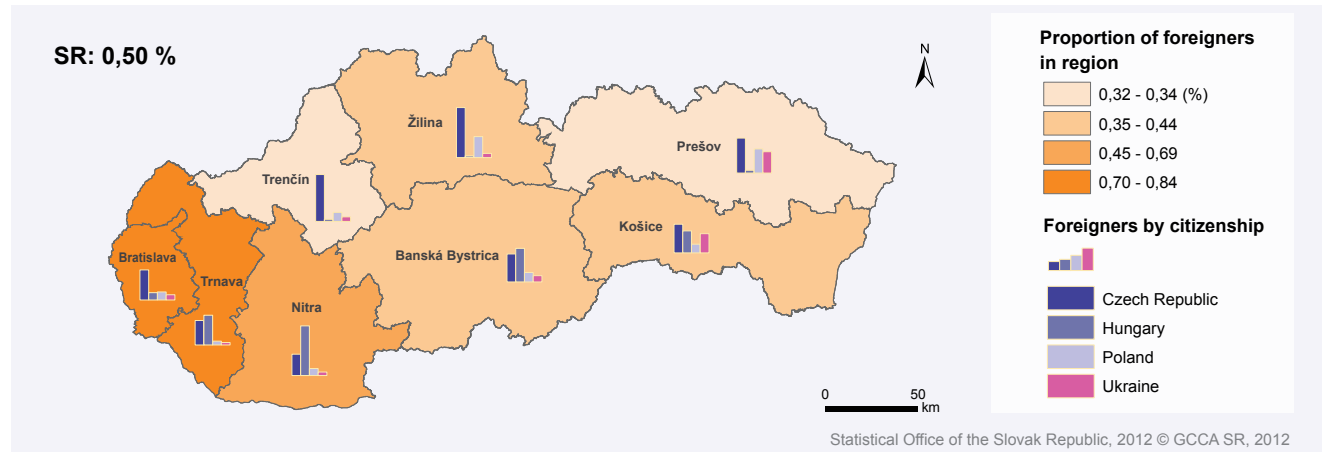 SR: 0,50 %
N
Žilina
Prešov
Trenčín
Košice
Banská Bystrica
Bratislava
Trnava
Nitra
0 50
km
Proportion of foreigners
in region
0,32 - 0,34 (%)
0,35 - 0,44
0,45 - 0,69
0,70 - 0,84
Foreigners by citizenship
Czech Republic
Hungary
Poland
Ukraine
Statistical Office of the Slovak Republic, 2012 © GCCA SR, 2012